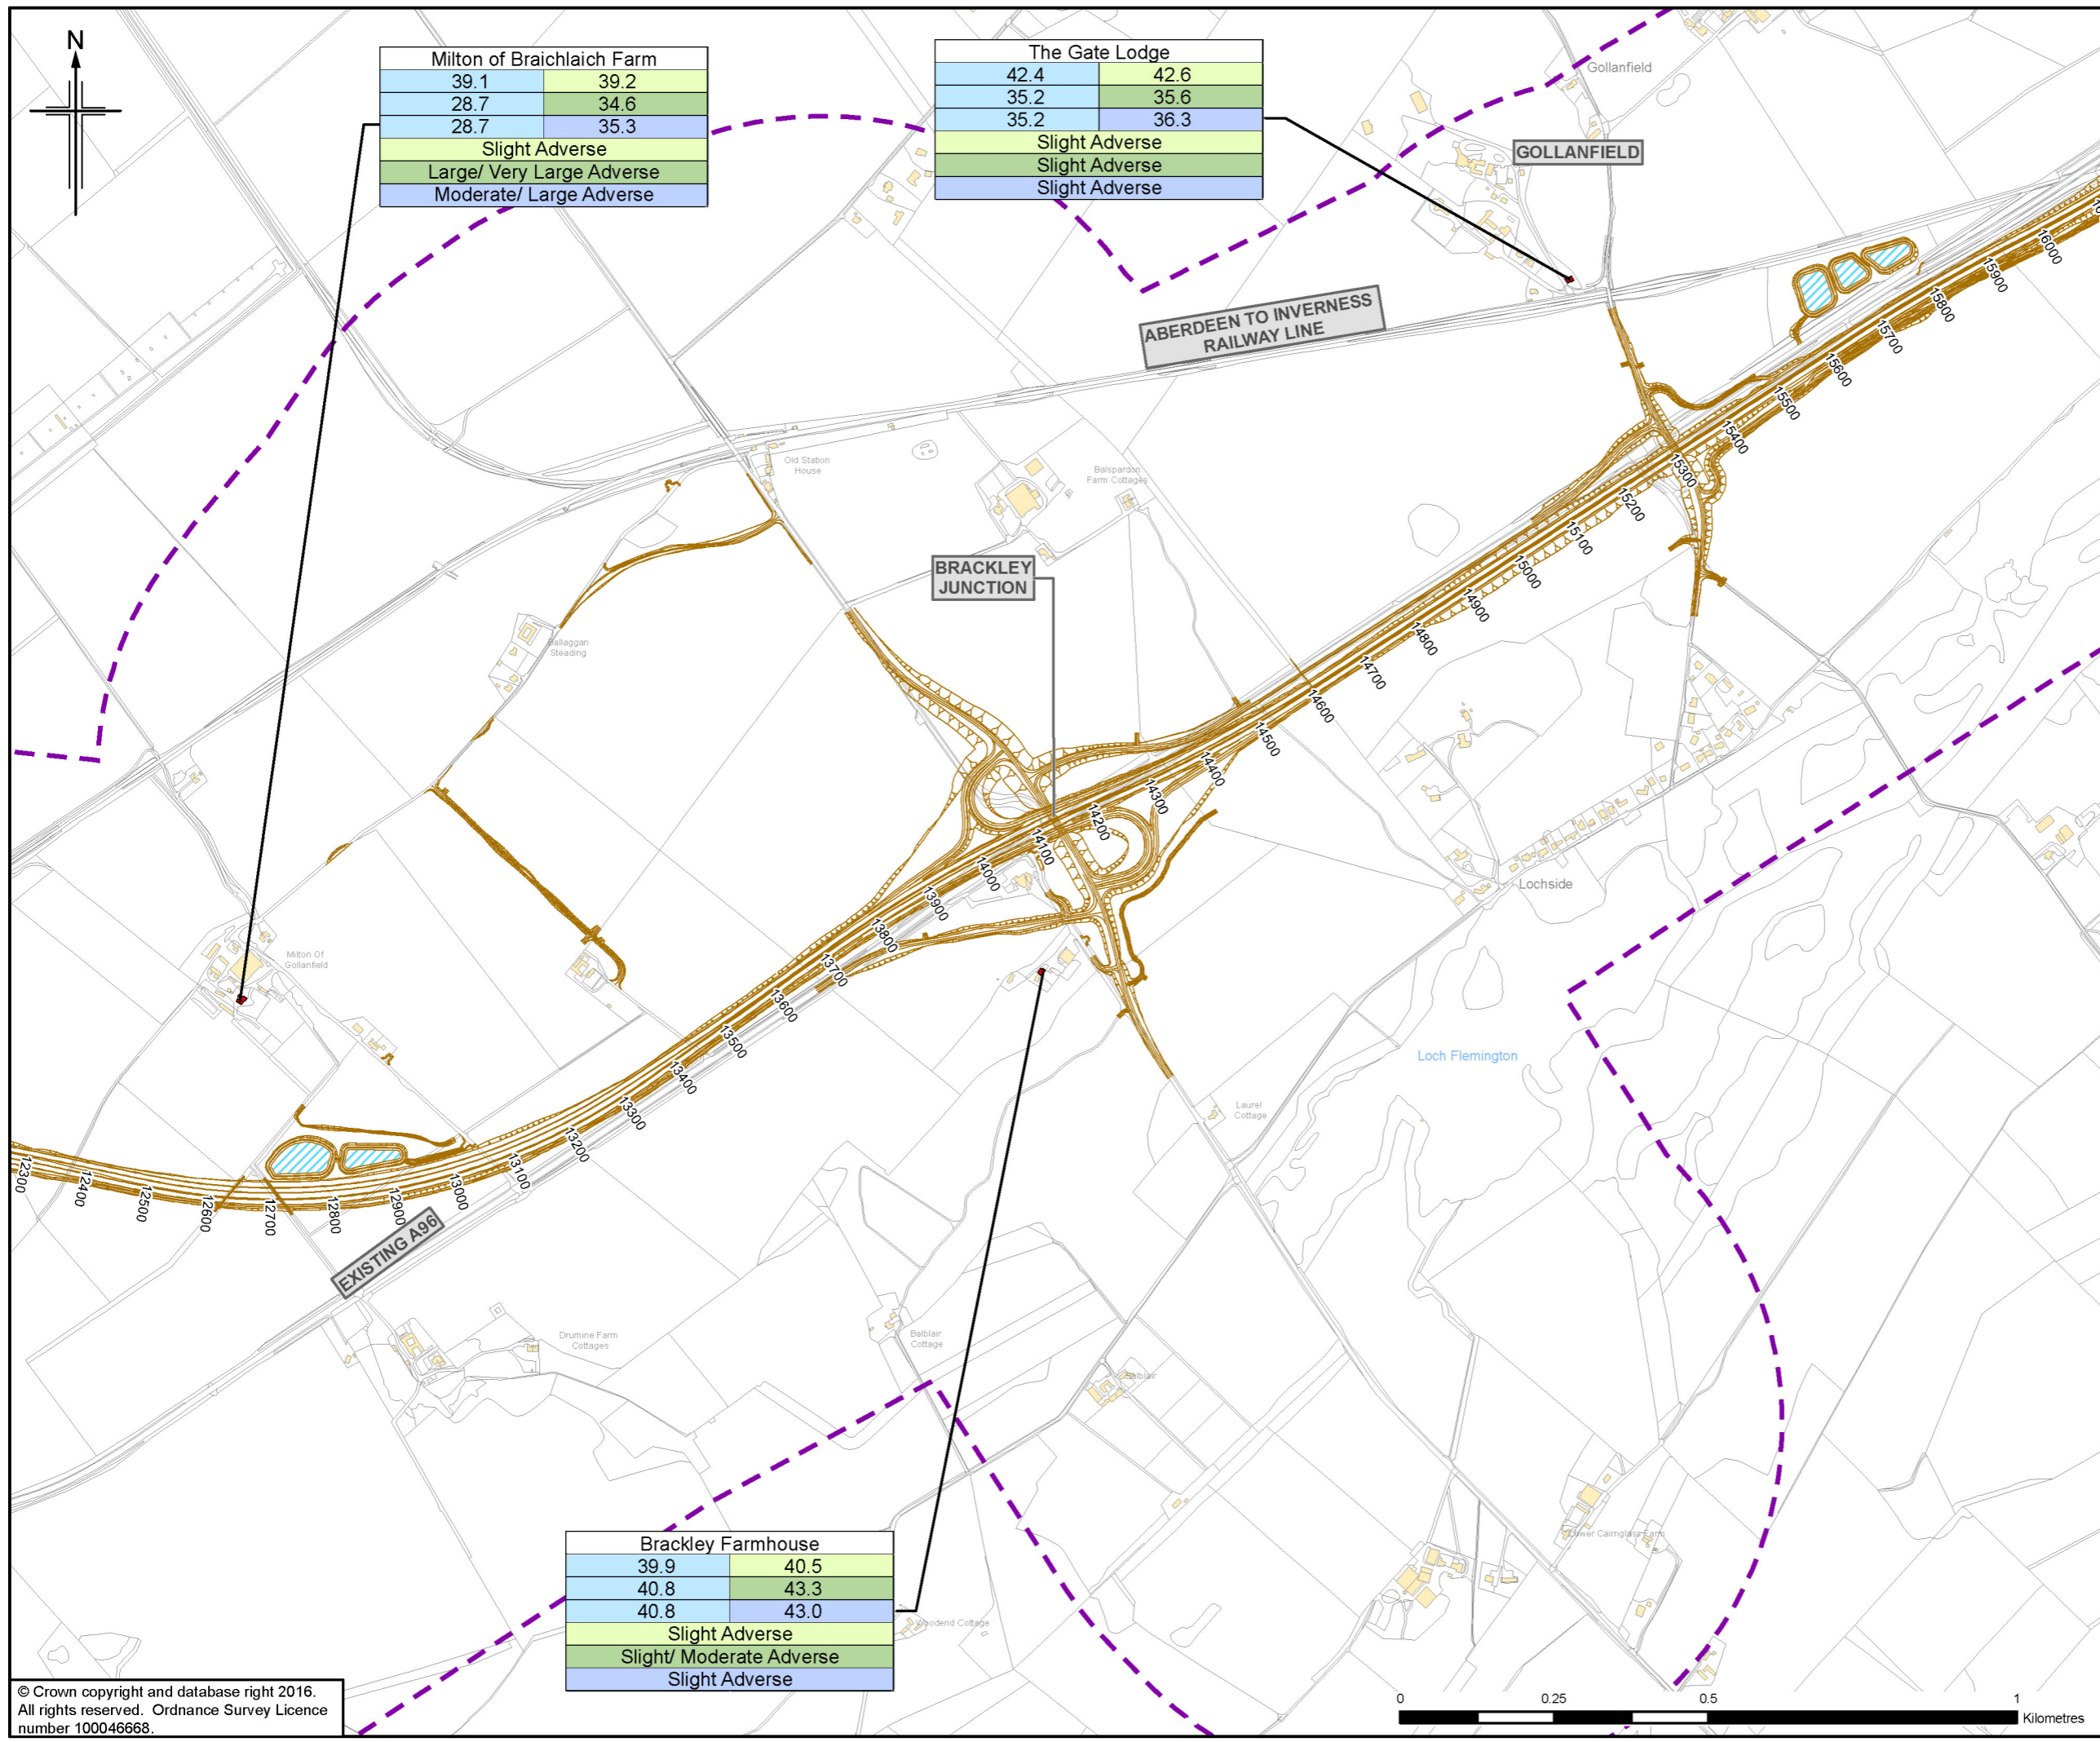 N
Milton of Braichlaich Farm
39.1 39.2
28.7 34.6
28.7 35.3
Slight Adverse
Large/ Very Large Adverse
Moderate/ Large Adverse
The Gate Lodge
42.4 42.6
35.2 35.6
35.2 36.3
Slight Adverse
Slight Adverse
Slight Adverse
Gollanfield
GOLLANFIELD
ABERDEEN TO INVERNESS
RAILWAY LINE
Old Station
House
Balspardon
Farm Cottages
BRACKLEY
JUNCTION
Ballaggan
Steading
Milton Of
Gollanfield
Lochside
Loch Flemington
Laurel
Cottage
EXISTING A96
12300
12400
12500
12600
12700
12800
12900
13000
13100
13200
13300
13400
13500
13600
13700
13800
13900
14000
14100
14200
14300
14400
14500
14600
14700
14800
14900
15000
15100
15200
15300
15400
15500
15600
15700
15800
15900
16000
Drumine Farm
Cottages
Balblair
Cottage
Balblair
Lower Cairnglass Farm
Woodend Cottage
Brackley Farmhouse
39.9 40.5
40.8 43.3
40.8 43.0
Slight Adverse
Slight/ Moderate Adverse
Slight Adverse
© Crown copyright and database right 2016.
All rights reserved. Ordnance Survey Licence
number 100046668.
0 0.25 0.5 1
Kilometres